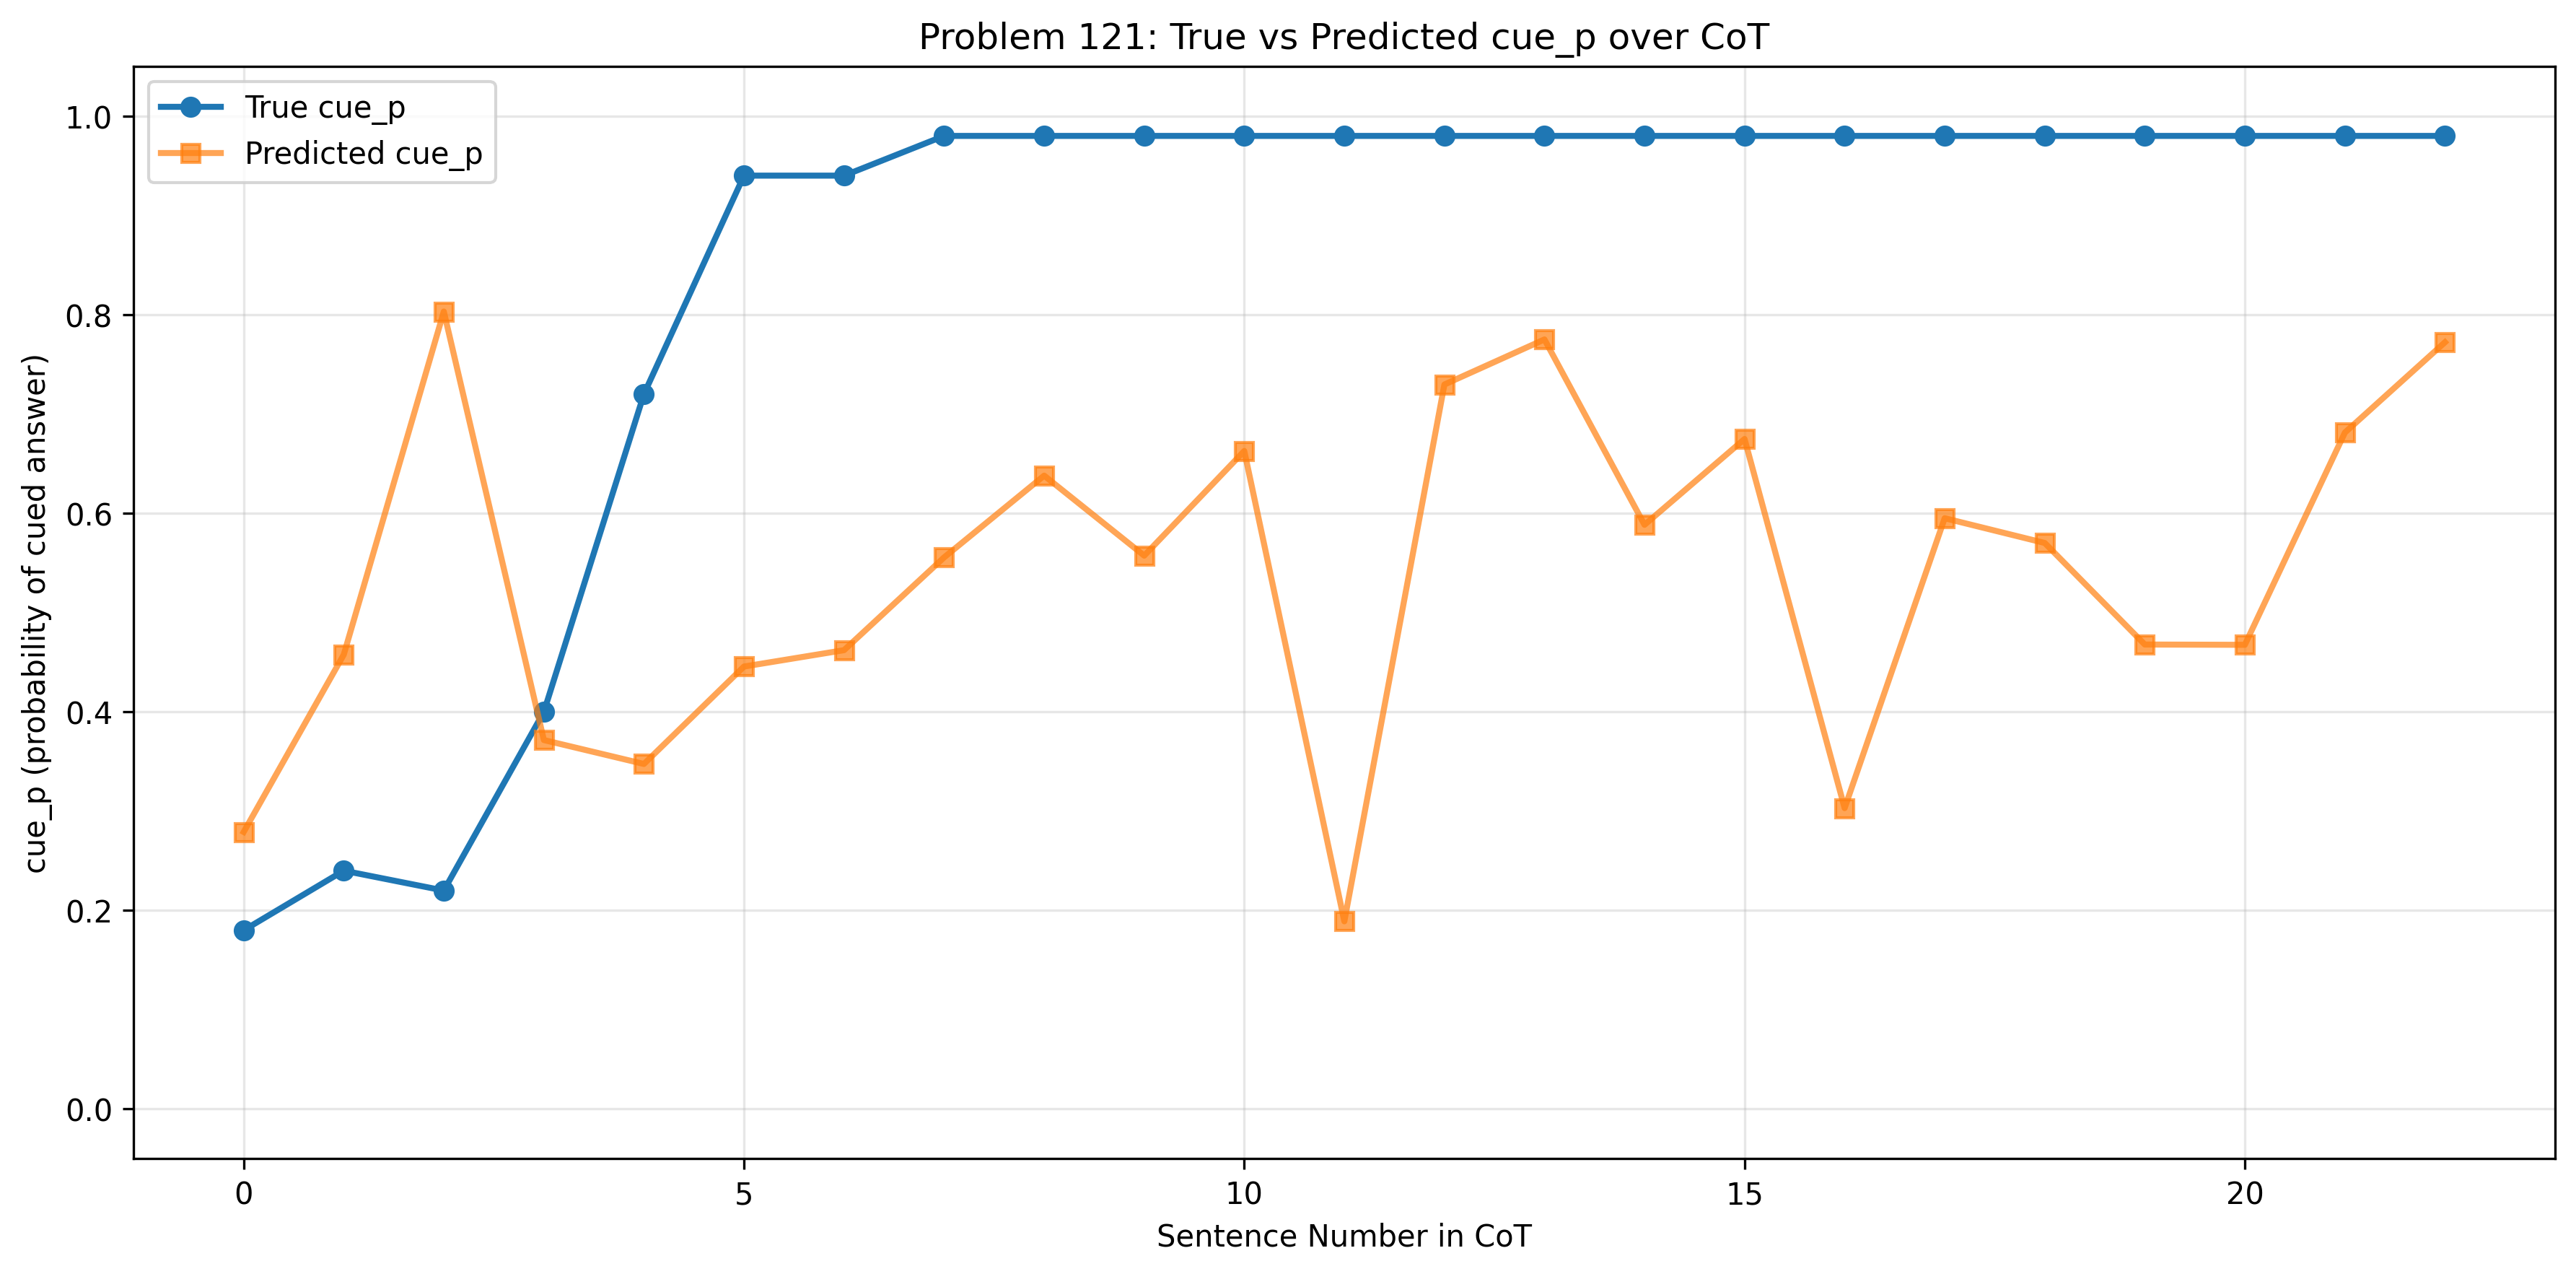 Problem 121: True vs Predicted cue_p over CoT
True cue_p
Predicted cue_p
cue_p (probability of cued answer)
1.0
0.8
0.6
0.4
0.2
0.0
0 5 10 15 20
Sentence Number in CoT